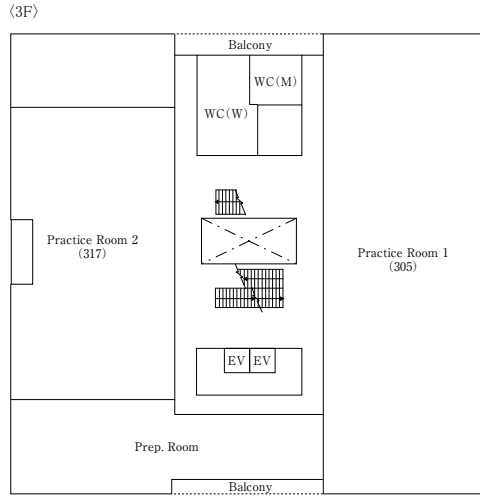 〈3F〉
Balcony
WC(M)
WC(W)
Practice Room 2
(317)
Practice Room 1
(305)
EV EV
Prep. Room
Balcony